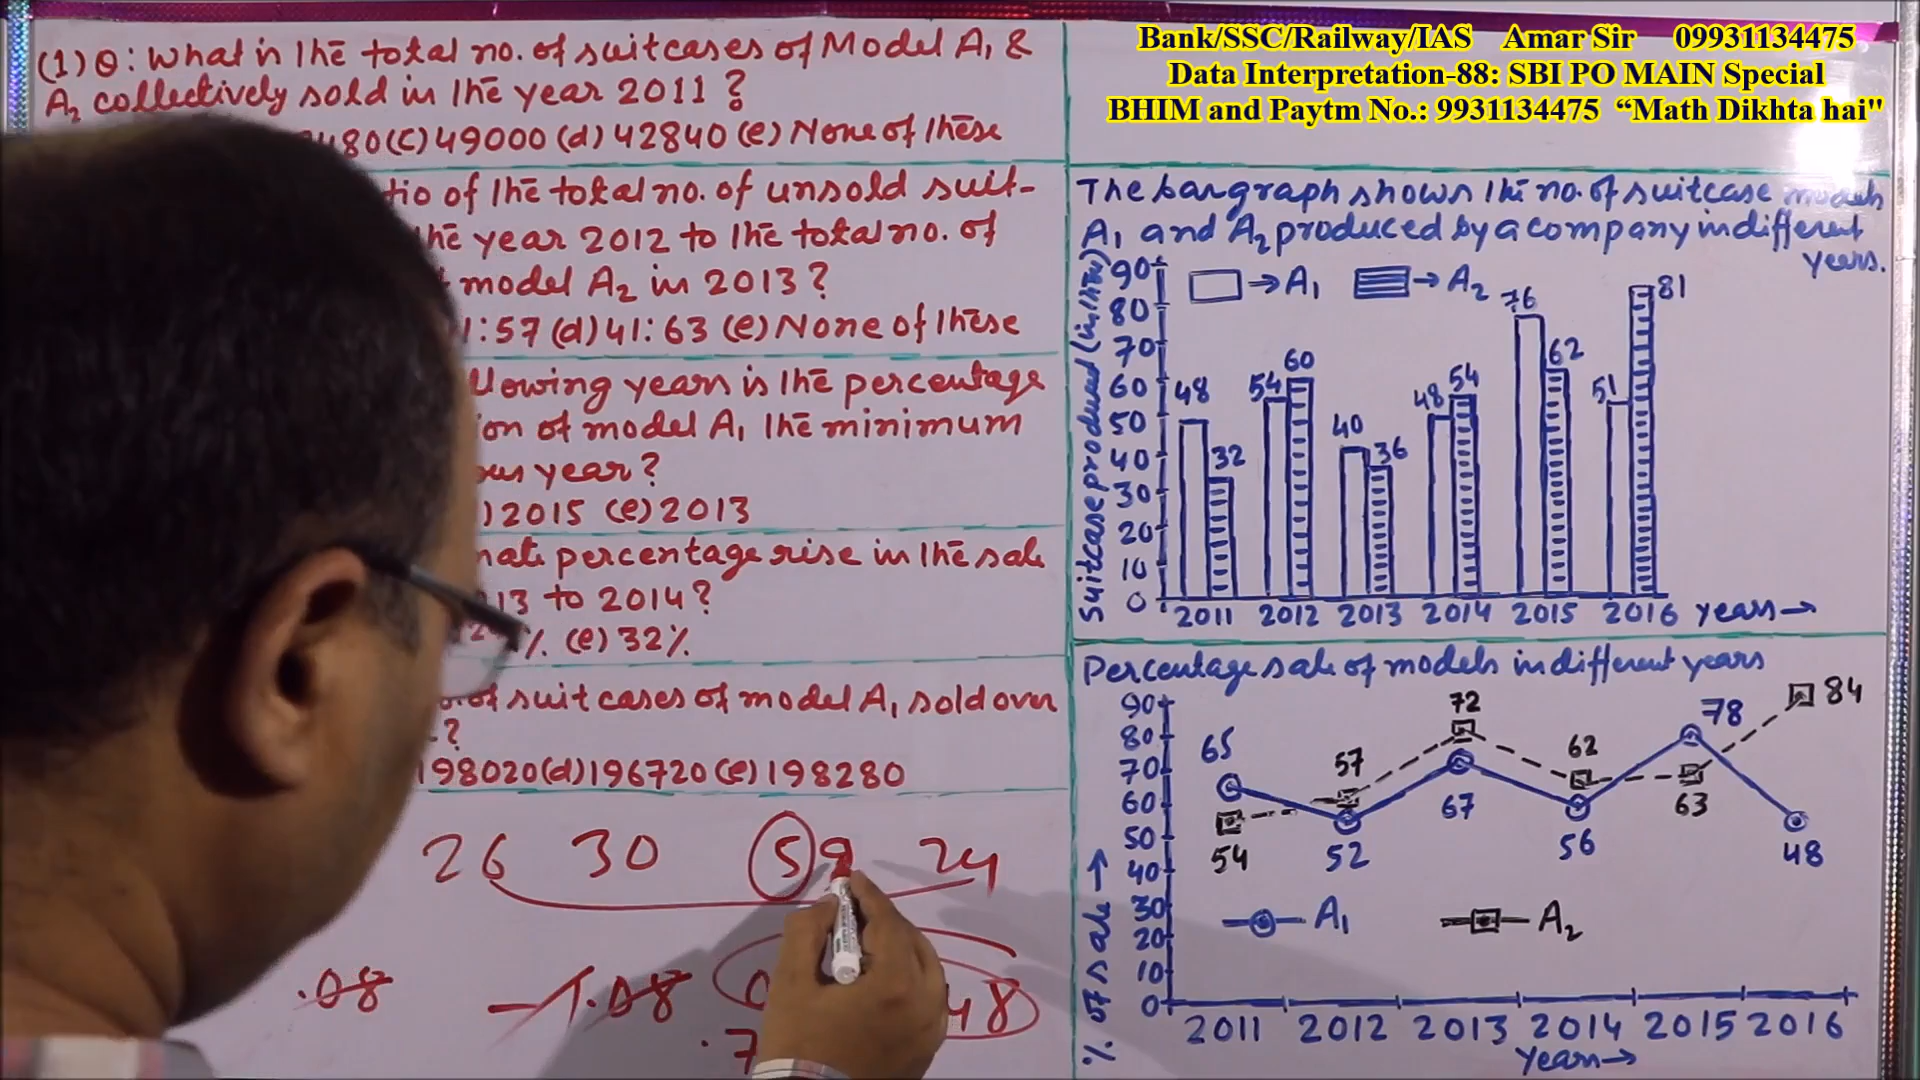 Bank/SSC/Railway/IAS Amar Sir 09931134475
Data Interpretation-88: SBI PO MAIN Special
BHIM and Paytm No.: 9931134475 “Math Dikhta hai"
(1) Q: What is the total no. of suitcases of Model A1 &
A2 collectively sold in the year 2011?
480 (c) 49000 (d) 42840 (e) None of these
tio of the total no. of unsold suit-
the year 2012 to the total no. of
model A2 in 2013?
1:57 (d) 41:63 (e) None of these
llowing years is the percentage
ion of model A1 the minimum
ous year?
) 2015 (e) 2013
mate percentage rise in the sale
13 to 2014?
% (e) 32%
of suitcases of model A1 sold over
?
198020 (d) 196720 (e) 198280
26 30 59 24
.08 -1.08 48
.7
The bargraph shows the no. of suitcase models
A1 and A2 produced by a company in different
years.
Suitcase produced
→ A1 → A2
90
80
70
60
50
40
30
20
10
0
48 32 54 60 40 36 48 54 76 62 51 81
2011 2012 2013 2014 2015 2016 years →
Percentage sale of models in different years
% of sale →
90
80
70
60
50
40
30
20
10
0
65 57 72 62 78 84
54 52 67 56 63 48
A1 A2
2011 2012 2013 2014 2015 2016
years →